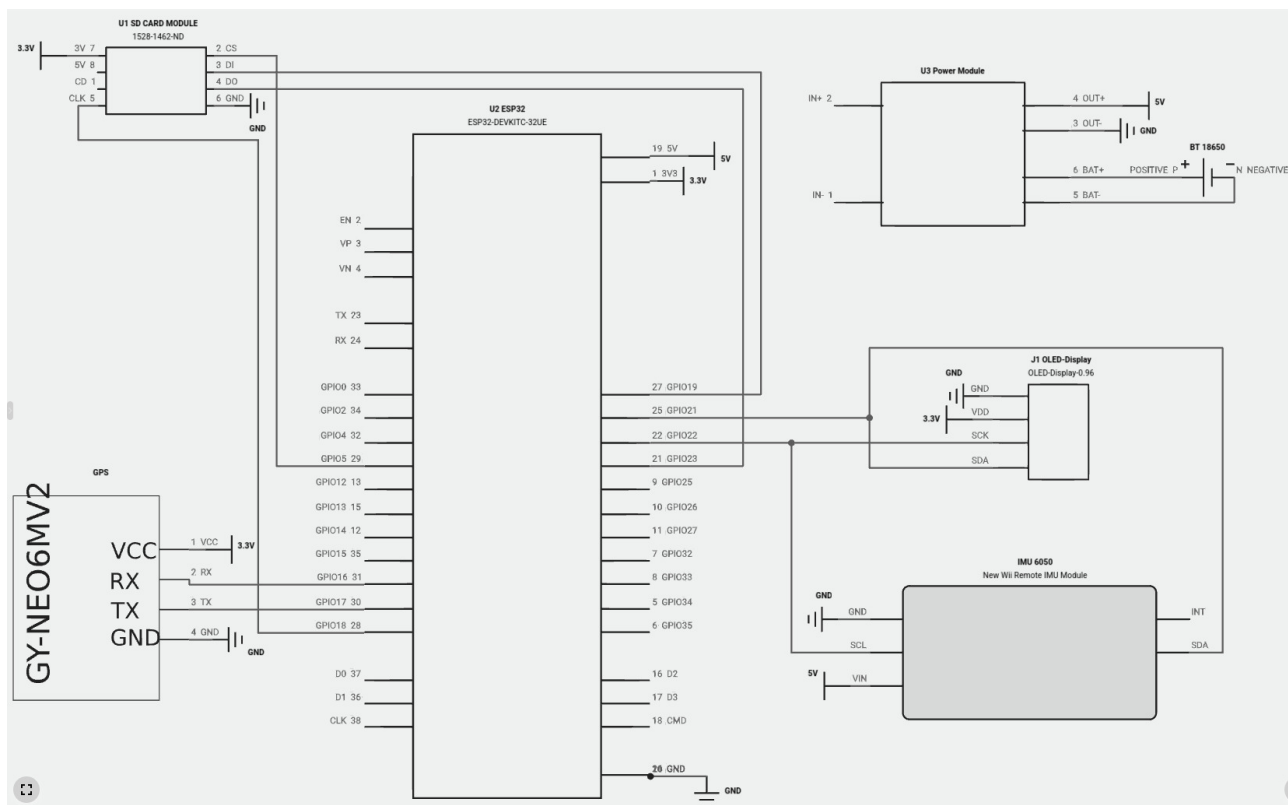 U1 SD CARD MODULE
1528-1462-ND
3.3V
3V 7
5V 8
CD 1
CLK 5
2 CS
3 DI
4 DO
6 GND
GND
U2 ESP32
ESP32-DEVKITC-32UE
19 5V
5V
1 3V3
3.3V
EN 2
VP 3
VN 4
TX 23
RX 24
GPIO0 33
GPIO2 34
GPIO4 32
GPIO5 29
GPIO12 13
GPIO13 15
GPIO14 12
GPIO15 35
GPIO16 31
GPIO17 30
GPIO18 28
D0 37
D1 36
CLK 38
27 GPIO19
25 GPIO21
22 GPIO22
21 GPIO23
9 GPIO25
10 GPIO26
11 GPIO27
7 GPIO32
8 GPIO33
5 GPIO34
6 GPIO35
16 D2
17 D3
18 CMD
GND
GND
U3 Power Module
IN+ 2
IN- 1
4 OUT+
5V
3 OUT-
GND
BT 18650
6 BAT+
POSITIVE P
+
−
N NEGATIVE
5 BAT-
J1 OLED-Display
OLED-Display-0.96
GND
GND
3.3V
VDD
SCK
SDA
IMU 6050
New Wii Remote IMU Module
GND
GND
SCL
5V
VIN
INT
SDA
GPS
GY-NEO6MV2
VCC
RX
TX
GND
1 VCC
3.3V
2 RX
3 TX
4 GND
GND